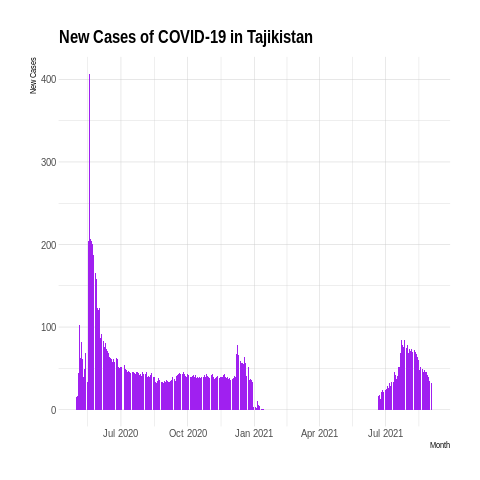 New Cases of COVID-19 in Tajikistan
New Cases
400
300
200
100
0
Jul 2020 Oct 2020 Jan 2021 Apr 2021 Jul 2021
Month